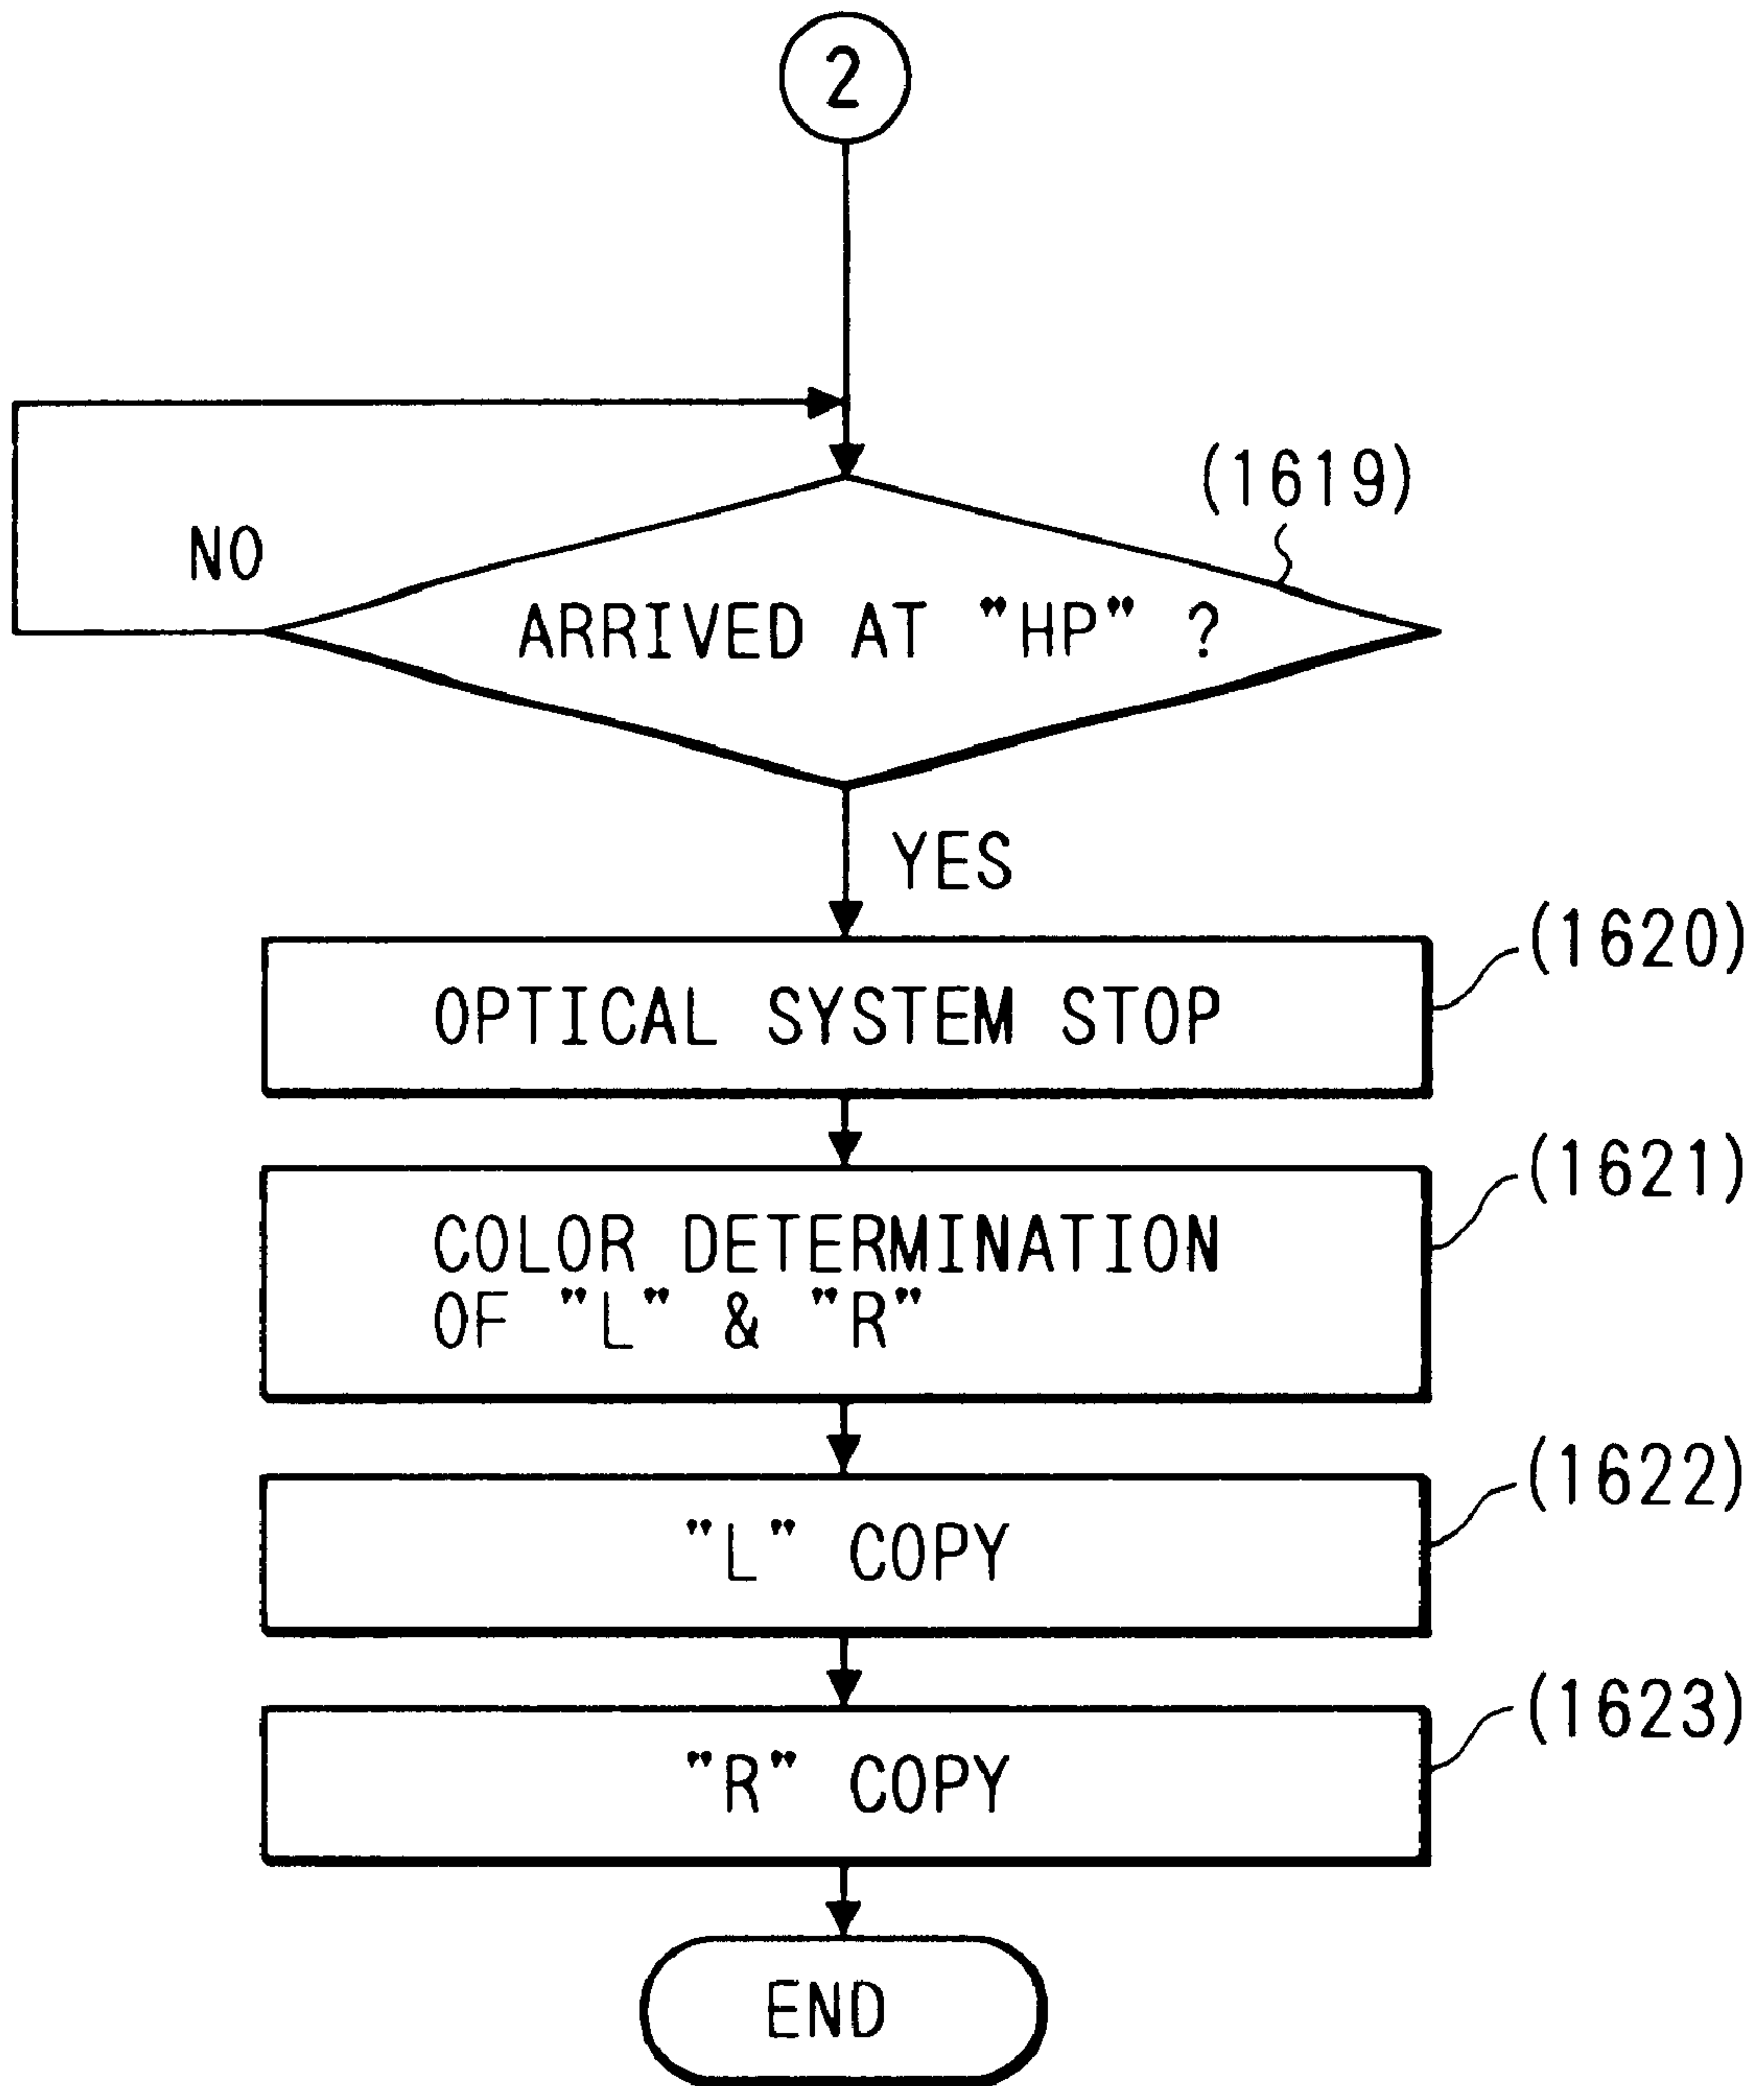 2
(1619)
NO
ARRIVED AT "HP" ?
YES
(1620)
OPTICAL SYSTEM STOP
(1621)
COLOR DETERMINATION
OF "L" & "R"
(1622)
"L" COPY
(1623)
"R" COPY
END